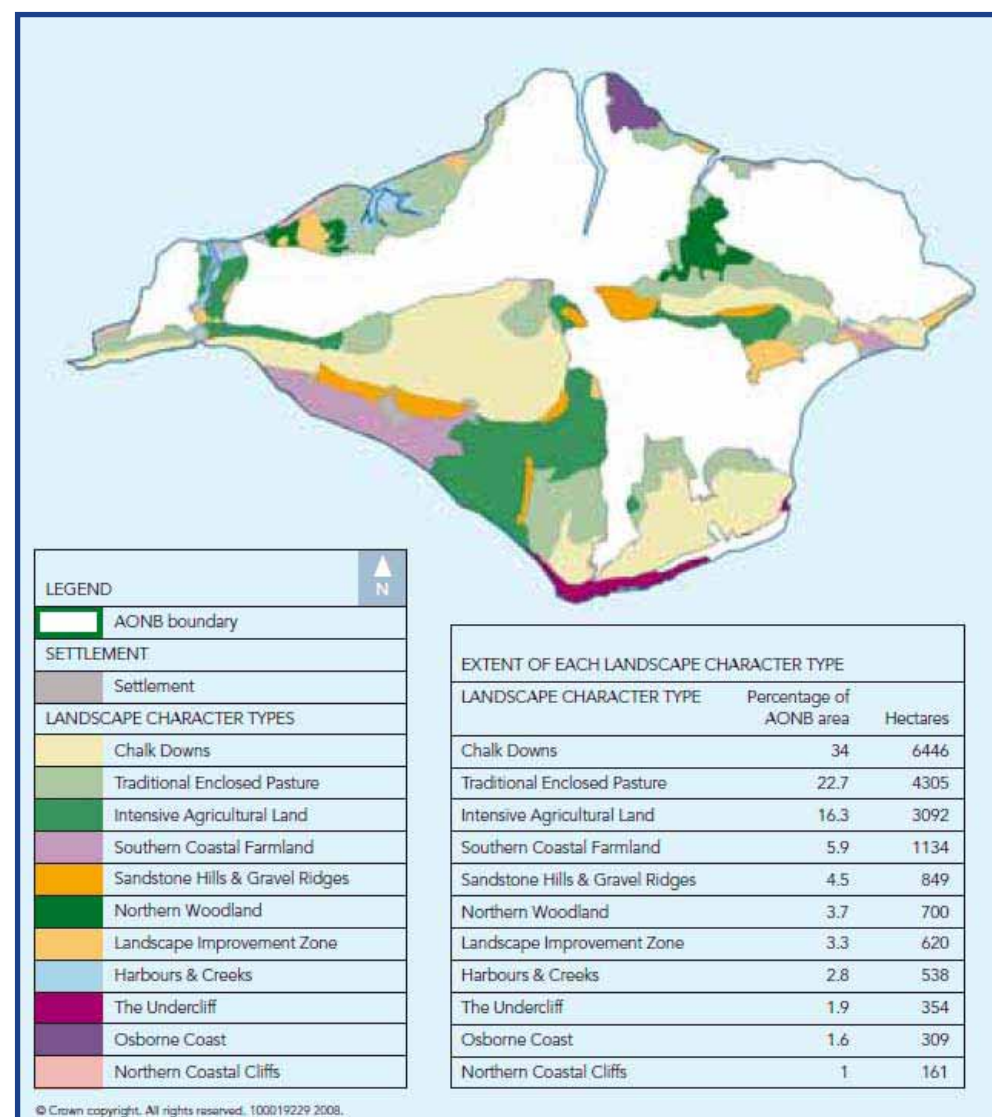 LEGEND
N
AONB boundary
SETTLEMENT
Settlement
LANDSCAPE CHARACTER TYPES
Chalk Downs
Traditional Enclosed Pasture
Intensive Agricultural Land
Southern Coastal Farmland
Sandstone Hills & Gravel Ridges
Northern Woodland
Landscape Improvement Zone
Harbours & Creeks
The Undercliff
Osborne Coast
Northern Coastal Cliffs
EXTENT OF EACH LANDSCAPE CHARACTER TYPE
LANDSCAPE CHARACTER TYPE Percentage of
AONB area Hectares
Chalk Downs 34 6446
Traditional Enclosed Pasture 22.7 4305
Intensive Agricultural Land 16.3 3092
Southern Coastal Farmland 5.9 1134
Sandstone Hills & Gravel Ridges 4.5 849
Northern Woodland 3.7 700
Landscape Improvement Zone 3.3 620
Harbours & Creeks 2.8 538
The Undercliff 1.9 354
Osborne Coast 1.6 309
Northern Coastal Cliffs 1 161
© Crown copyright. All rights reserved. 100019229 2008.